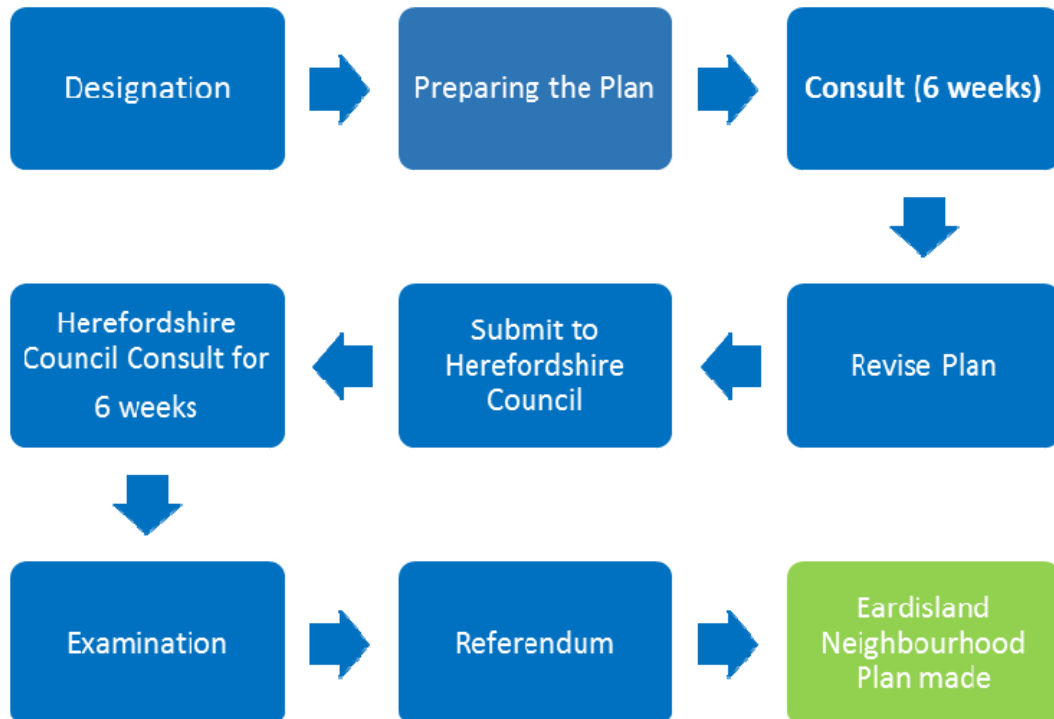 Designation
Preparing the Plan
Consult (6 weeks)
Revise Plan
Submit to
Herefordshire
Council
Herefordshire
Council Consult for
6 weeks
Examination
Referendum
Eardisland
Neighbourhood
Plan made